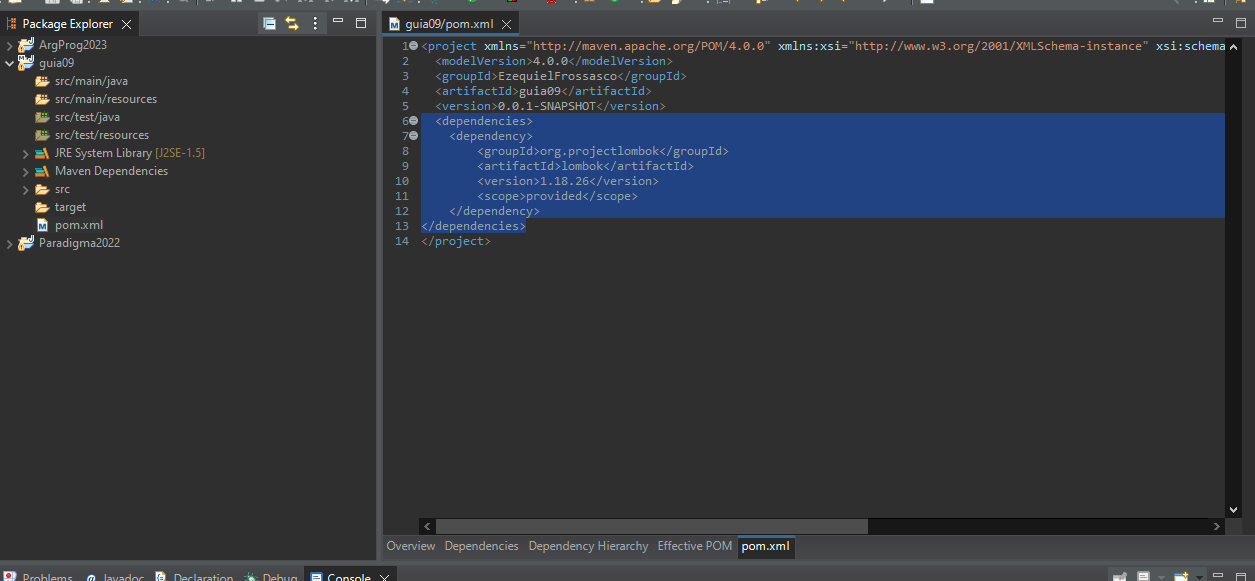 Package Explorer
ArgProg2023
guia09
src/main/java
src/main/resources
src/test/java
src/test/resources
JRE System Library [J2SE-1.5]
Maven Dependencies
src
target
pom.xml
Paradigma2022
guia09/pom.xml
1 <project xmlns="http://maven.apache.org/POM/4.0.0" xmlns:xsi="http://www.w3.org/2001/XMLSchema-instance" xsi:schema
2 <modelVersion>4.0.0</modelVersion>
3 <groupId>EzequielFrossasco</groupId>
4 <artifactId>guia09</artifactId>
5 <version>0.0.1-SNAPSHOT</version>
6 <dependencies>
7 <dependency>
8 <groupId>org.projectlombok</groupId>
9 <artifactId>lombok</artifactId>
10 <version>1.18.26</version>
11 <scope>provided</scope>
12 </dependency>
13 </dependencies>
14 </project>
Overview Dependencies Dependency Hierarchy Effective POM pom.xml
Problems Javadoc Declaration Debug Console